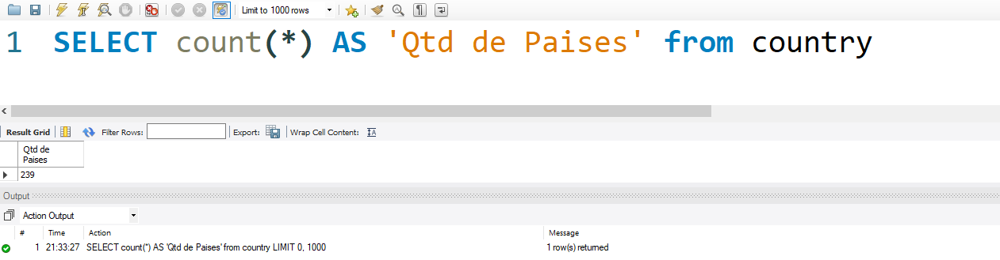 Limit to 1000 rows
1 SELECT count(*) AS 'Qtd de Paises' from country
Result Grid Filter Rows: Export: Wrap Cell Content:
Qtd de
Paises
239
Output
Action Output
# Time Action Message
1 21:33:27 SELECT count(*) AS 'Qtd de Paises' from country LIMIT 0, 1000 1 row(s) returned